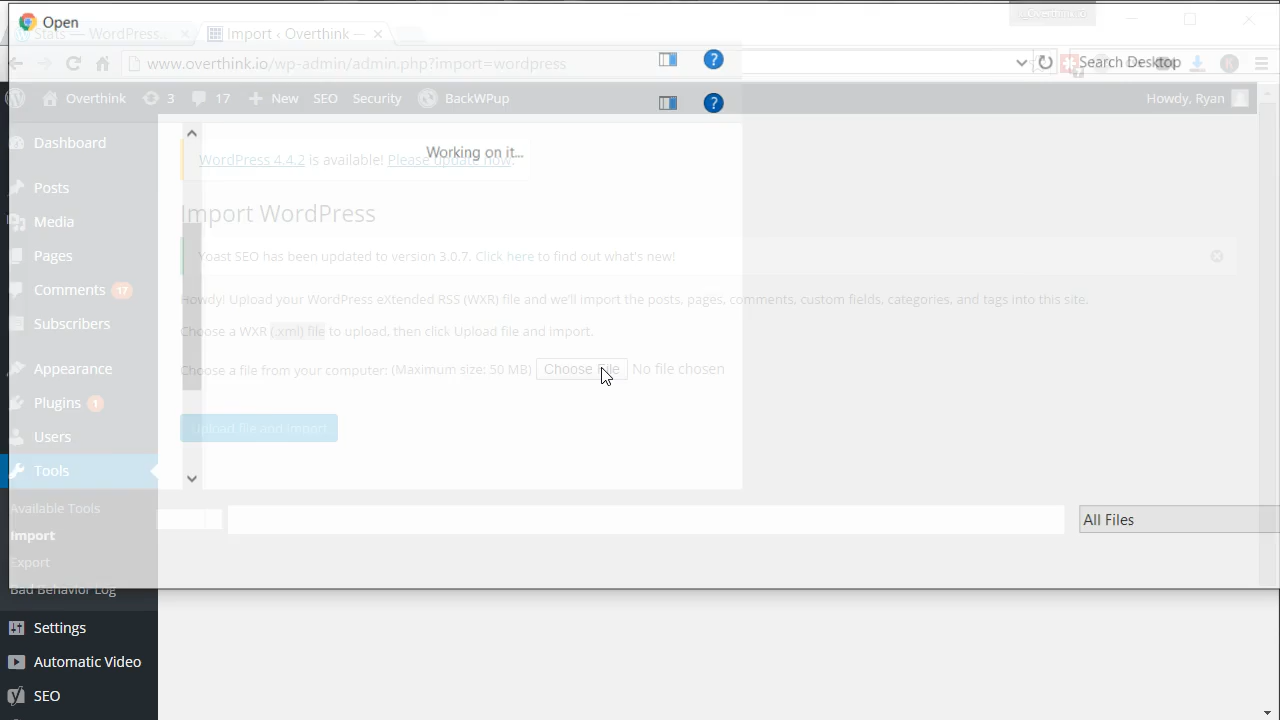 Open
Overthink.io
Stats — WordPress
Import ‹ Overthink —
www.overthink.io/wp-admin/admin.php?import=wordpress
Search Desktop
Overthink 3 17 New SEO Security BackWPup Howdy, Ryan
Dashboard
Working on it...
WordPress 4.4.2 is available! Please update now.
Posts
Import WordPress
Media
Pages
Yoast SEO has been updated to version 3.0.7. Click here to find out what's new!
Comments 17
Howdy! Upload your WordPress eXtended RSS (WXR) file and we'll import the posts, pages, comments, custom fields, categories, and tags into this site.
Subscribers
Choose a WXR (.xml) file to upload, then click Upload file and import.
Appearance
Choose a file from your computer: (Maximum size: 50 MB) Choose File No file chosen
Plugins 1
Upload file and import
Users
Tools
Available Tools
All Files
Import
Export
Bad Behavior Log
Settings
Automatic Video
SEO